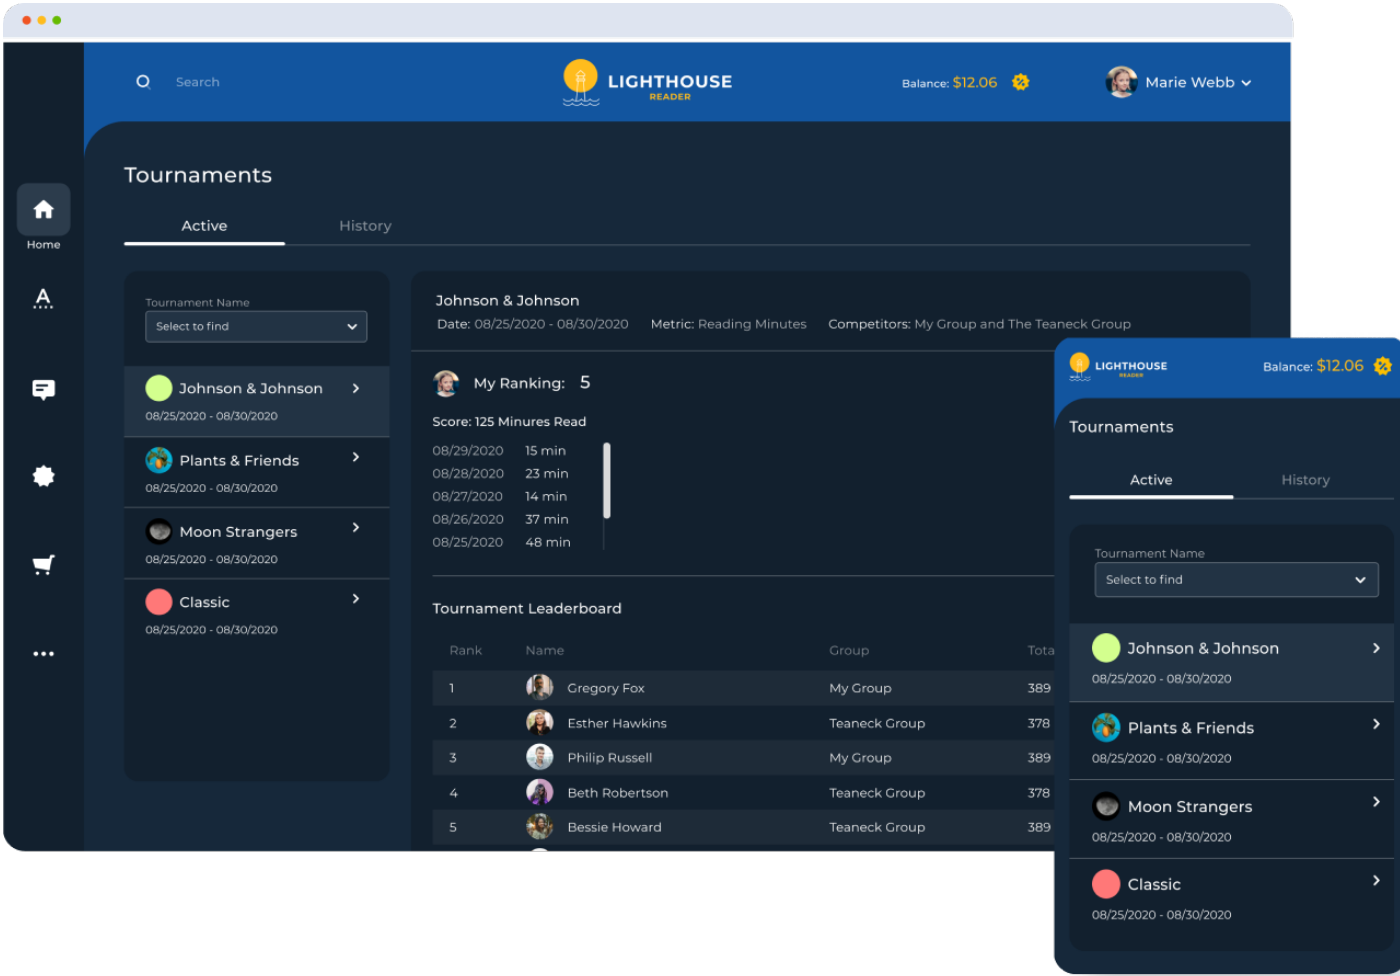 Search
LIGHTHOUSE
READER
Balance: $12.06
Marie Webb
Tournaments
Active History
Home
A
Tournament Name
Select to find
Johnson & Johnson
08/25/2020 - 08/30/2020
Plants & Friends
08/25/2020 - 08/30/2020
Moon Strangers
08/25/2020 - 08/30/2020
Classic
08/25/2020 - 08/30/2020
Johnson & Johnson
Date: 08/25/2020 - 08/30/2020 Metric: Reading Minutes Competitors: My Group and The Teaneck Group
My Ranking: 5
Score: 125 Minures Read
08/29/2020 15 min
08/28/2020 23 min
08/27/2020 14 min
08/26/2020 37 min
08/25/2020 48 min
Tournament Leaderboard
Rank Name Group Tota
1 Gregory Fox My Group 389
2 Esther Hawkins Teaneck Group 378
3 Philip Russell My Group 389
4 Beth Robertson Teaneck Group 378
5 Bessie Howard Teaneck Group 389
LIGHTHOUSE
READER
Balance: $12.06
Tournaments
Active History
Tournament Name
Select to find
Johnson & Johnson
08/25/2020 - 08/30/2020
Plants & Friends
08/25/2020 - 08/30/2020
Moon Strangers
08/25/2020 - 08/30/2020
Classic
08/25/2020 - 08/30/2020